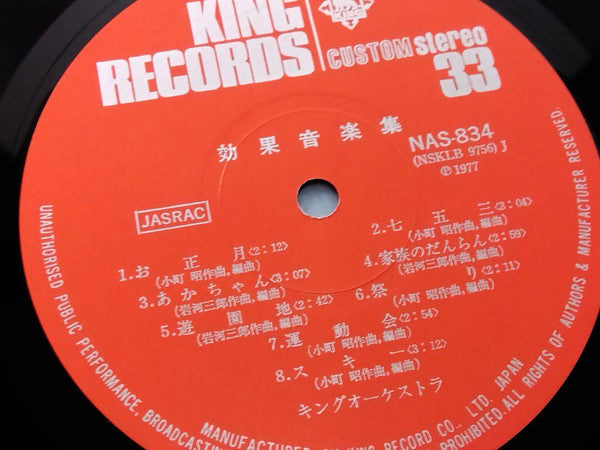 KING
RECORDS
CUSTOM stereo
33
効果音楽集
NAS-834
(NSKLB 9756) J
℗ 1977
JASRAC
1.お正月<2:12>
(小町 昭作曲,編曲)
2.七五三<3:04>
(小町 昭作曲,編曲)
3.あかちゃん<3:07>
(岩河三郎作曲,編曲)
4.家族のだんらん<2:59>
(岩河三郎作曲,編曲)
5.遊園地<2:42>
(岩河三郎作曲,編曲)
6.祭り<2:11>
(小町 昭作曲,編曲)
7.運動会<2:54>
(小町 昭作曲,編曲)
8.スキー<3:12>
(小町 昭作曲,編曲)
キングオーケストラ
UNAUTHORISED PUBLIC PERFORMANCE, BROADCASTING
PROHIBITED. ALL RIGHTS OF AUTHORS & MANUFACTURER RESERVED.
MANUFACTURED KING RECORD CO., LTD. JAPAN